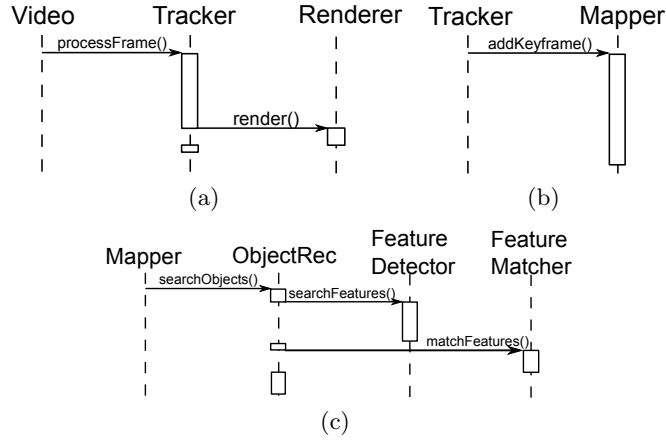 Video Tracker Renderer
processFrame()
render()
(a)
Tracker Mapper
addKeyframe()
(b)
Mapper ObjectRec Feature Detector Feature Matcher
searchObjects()
searchFeatures()
matchFeatures()
(c)